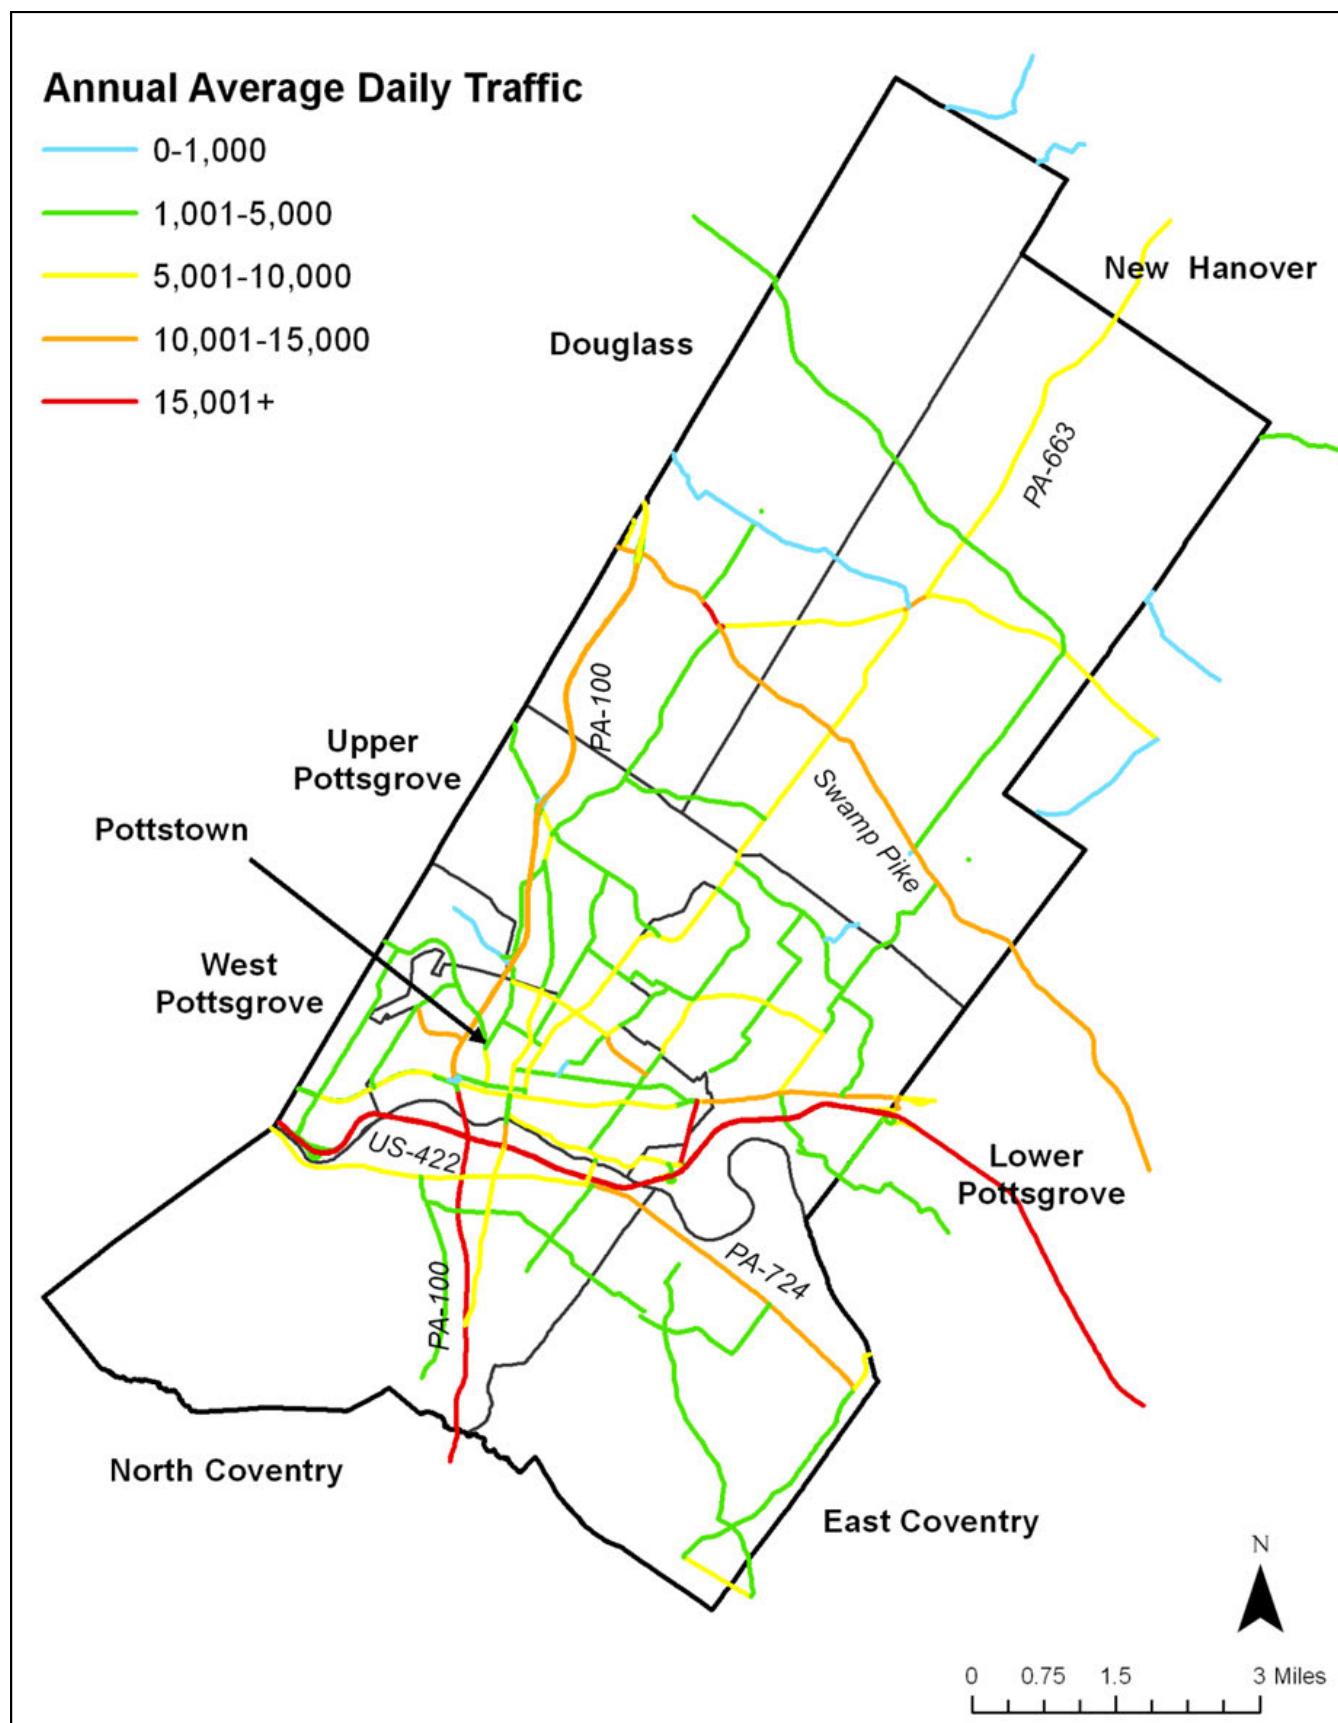 Annual Average Daily Traffic
0-1,000
1,001-5,000
5,001-10,000
10,001-15,000
15,001+
New Hanover
Douglass
PA-663
PA-100
Upper
Pottsgrove
Swamp Pike
Pottstown
West
Pottsgrove
US-422
Lower
Pottsgrove
PA-724
PA-100
North Coventry
East Coventry
N
0 0.75 1.5 3 Miles